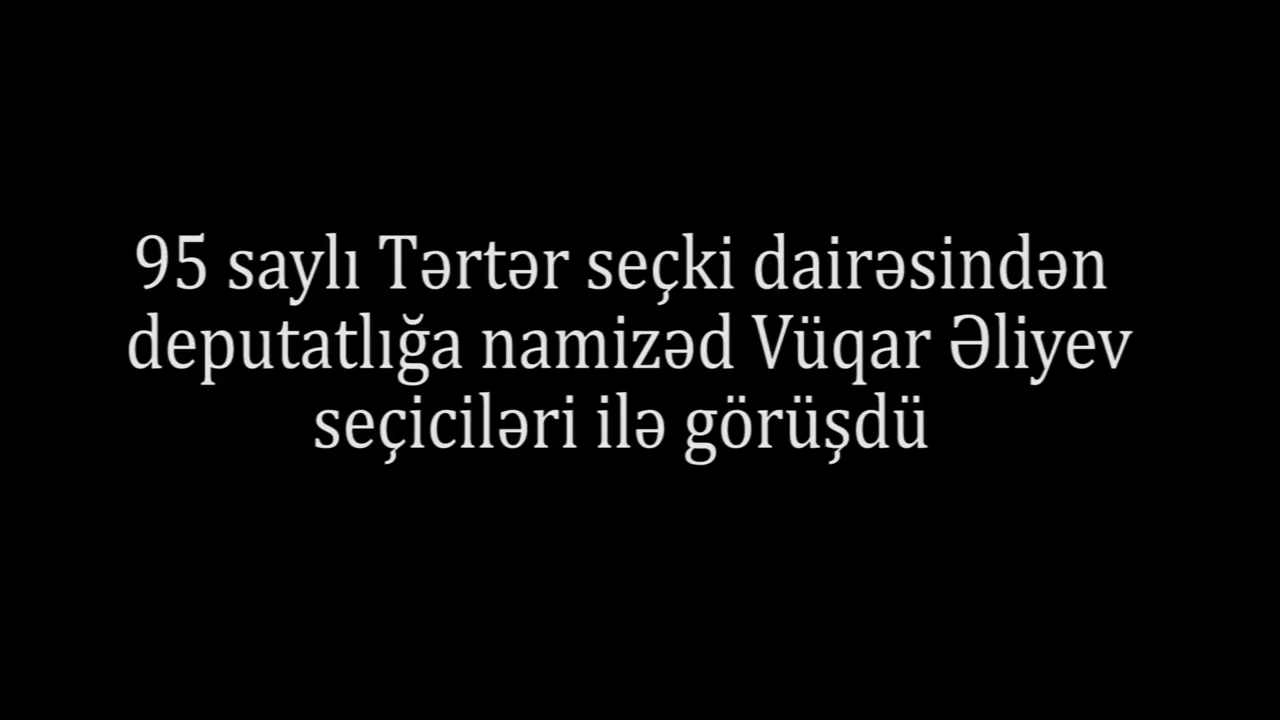 95 saylı Tərtər seçki dairəsindən
deputatlığa namizəd Vüqar Əliyev
seçiciləri ilə görüşdü